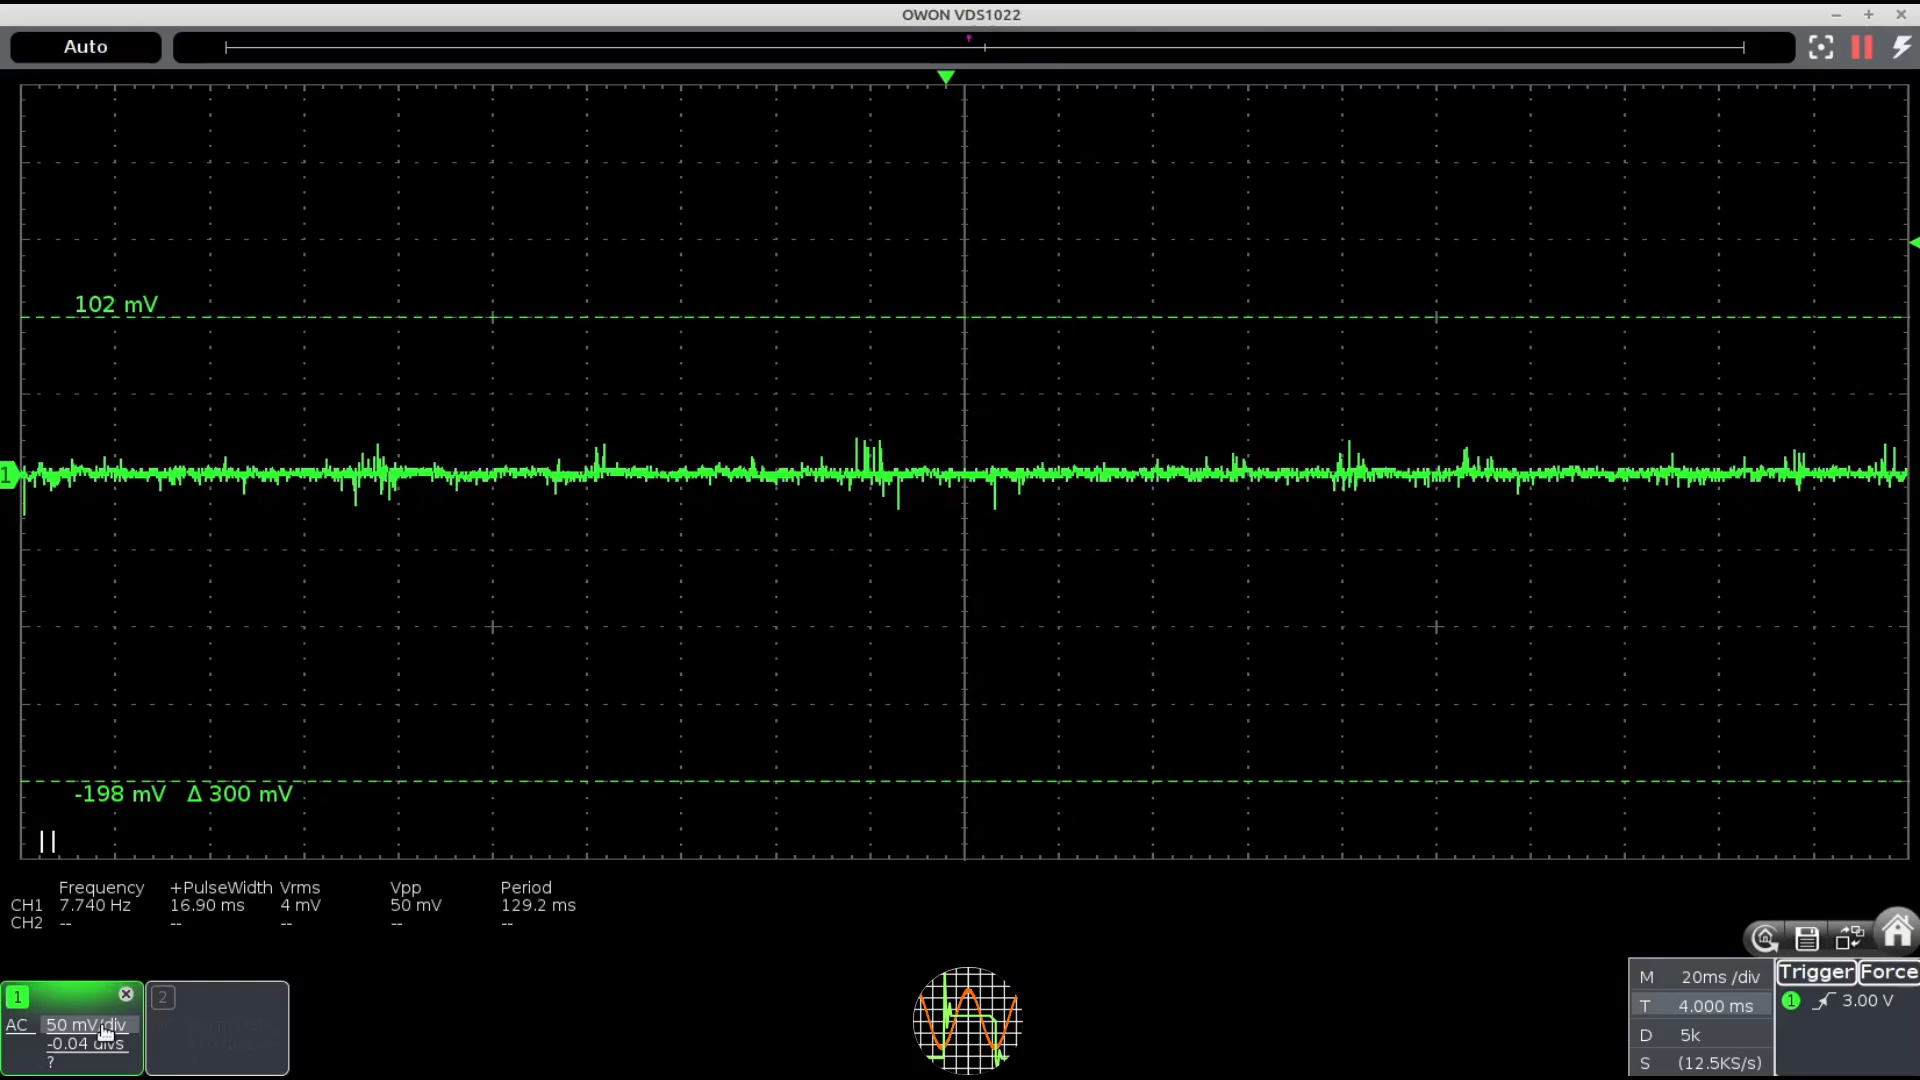 OWON VDS1022
Auto
102 mV
1
-198 mV Δ 300 mV
Frequency +PulseWidth Vrms Vpp Period
CH1 7.740 Hz 16.90 ms 4 mV 50 mV 129.2 ms
CH2 -- -- -- -- --
1
2
AC 50 mV/div
-0.04 divs
?
M 20ms /div
T 4.000 ms
D 5k
S (12.5KS/s)
Trigger Force
1 3.00 V